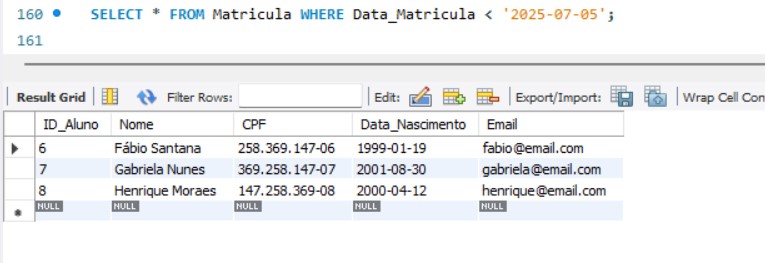 160 SELECT * FROM Matricula WHERE Data_Matricula < '2025-07-05';
161
Result Grid Filter Rows: Edit: Export/Import: Wrap Cell Con
ID_Aluno Nome CPF Data_Nascimento Email
6 Fábio Santana 258.369.147-06 1999-01-19 fabio@email.com
7 Gabriela Nunes 369.258.147-07 2001-08-30 gabriela@email.com
8 Henrique Moraes 147.258.369-08 2000-04-12 henrique@email.com
NULL NULL NULL NULL NULL